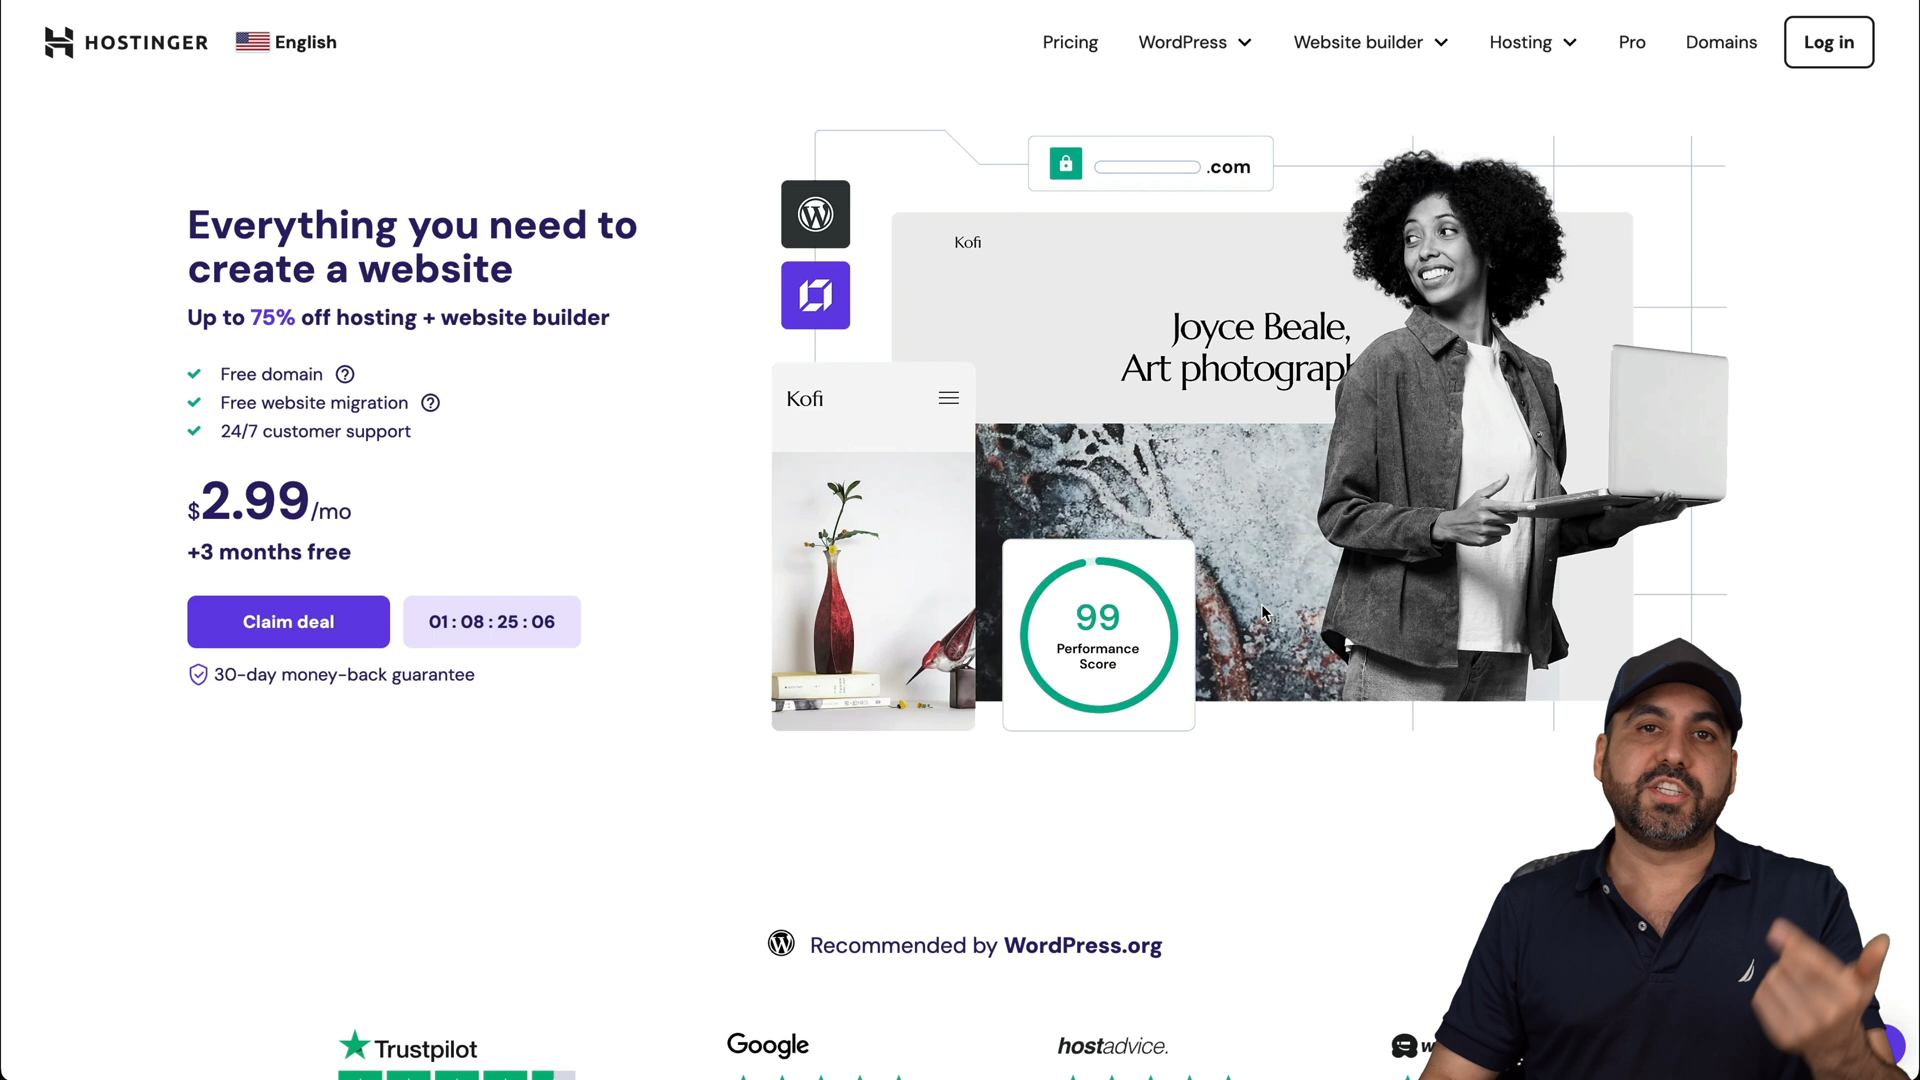 HOSTINGER
English
Pricing
WordPress
Website builder
Hosting
Pro
Domains
Log in
Everything you need to
create a website
Up to 75% off hosting + website builder
Free domain
Free website migration
24/7 customer support
$2.99/mo
+3 months free
Claim deal
01 : 08 : 25 : 06
30-day money-back guarantee
.com
Kofi
Joyce Beale,
Art photograp
Kofi
99
Performance
Score
Recommended by WordPress.org
Trustpilot
Google
hostadvice.